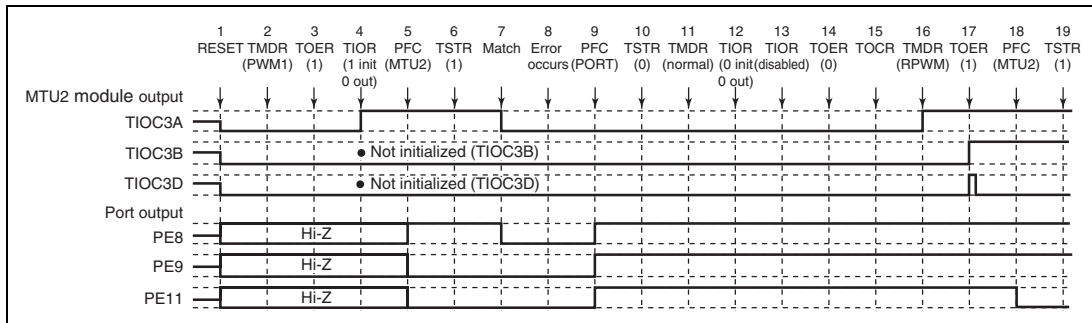 1 2 3 4 5 6 7 8 9 10 11 12 13 14 15 16 17 18 19
RESET TMDR TOER TIOR PFC TSTR Match Error PFC TSTR TMDR TIOR TIOR TOER TOCR TMDR TOER PFC TSTR
(PWM1) (1) (1 init (MTU2) (1) occurs (PORT) (0) (normal) (0 init (disabled) (0) (RPWM) (1) (MTU2) (1)
0 out) 0 out)
MTU2 module output
TIOC3A
TIOC3B • Not initialized (TIOC3B)
TIOC3D • Not initialized (TIOC3D)
Port output
PE8 Hi-Z
PE9 Hi-Z
PE11 Hi-Z